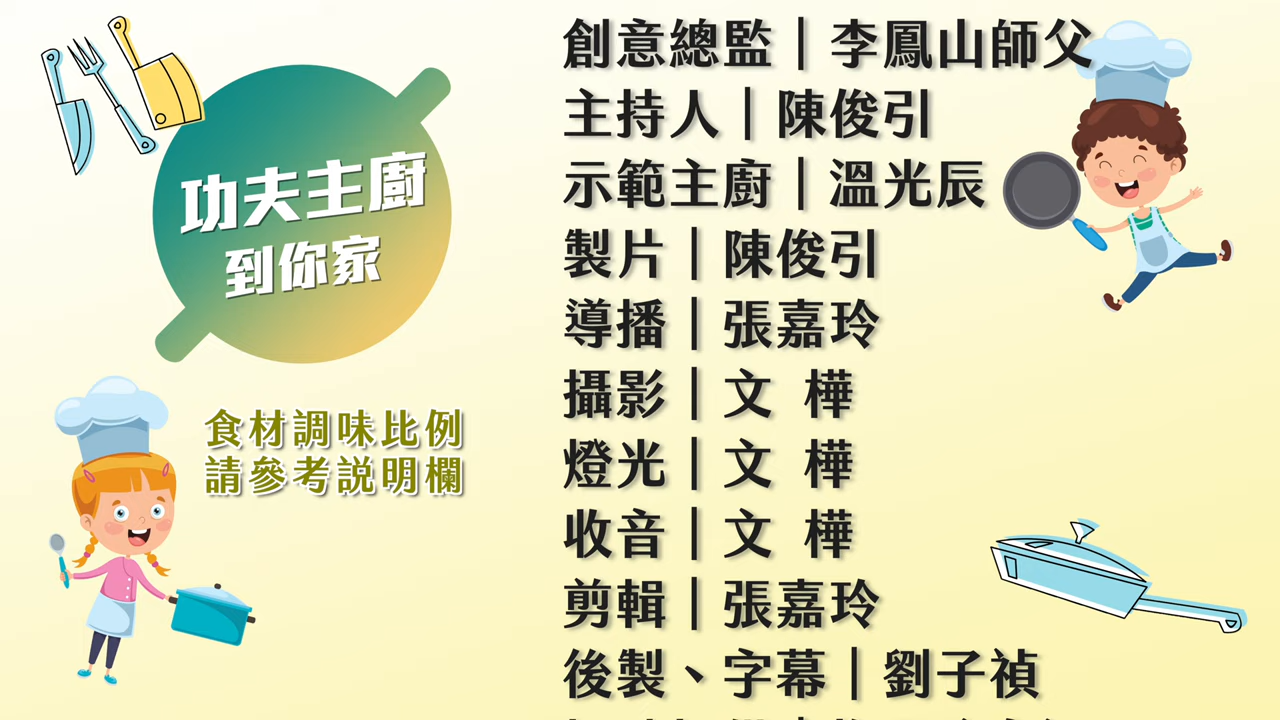 功夫主廚
到你家
食材調味比例
請參考說明欄
創意總監｜李鳳山師父
主持人｜陳俊引
示範主廚｜溫光辰
製片｜陳俊引
導播｜張嘉玲
攝影｜文 樺
燈光｜文 樺
收音｜文 樺
剪輯｜張嘉玲
後製、字幕｜劉子禎